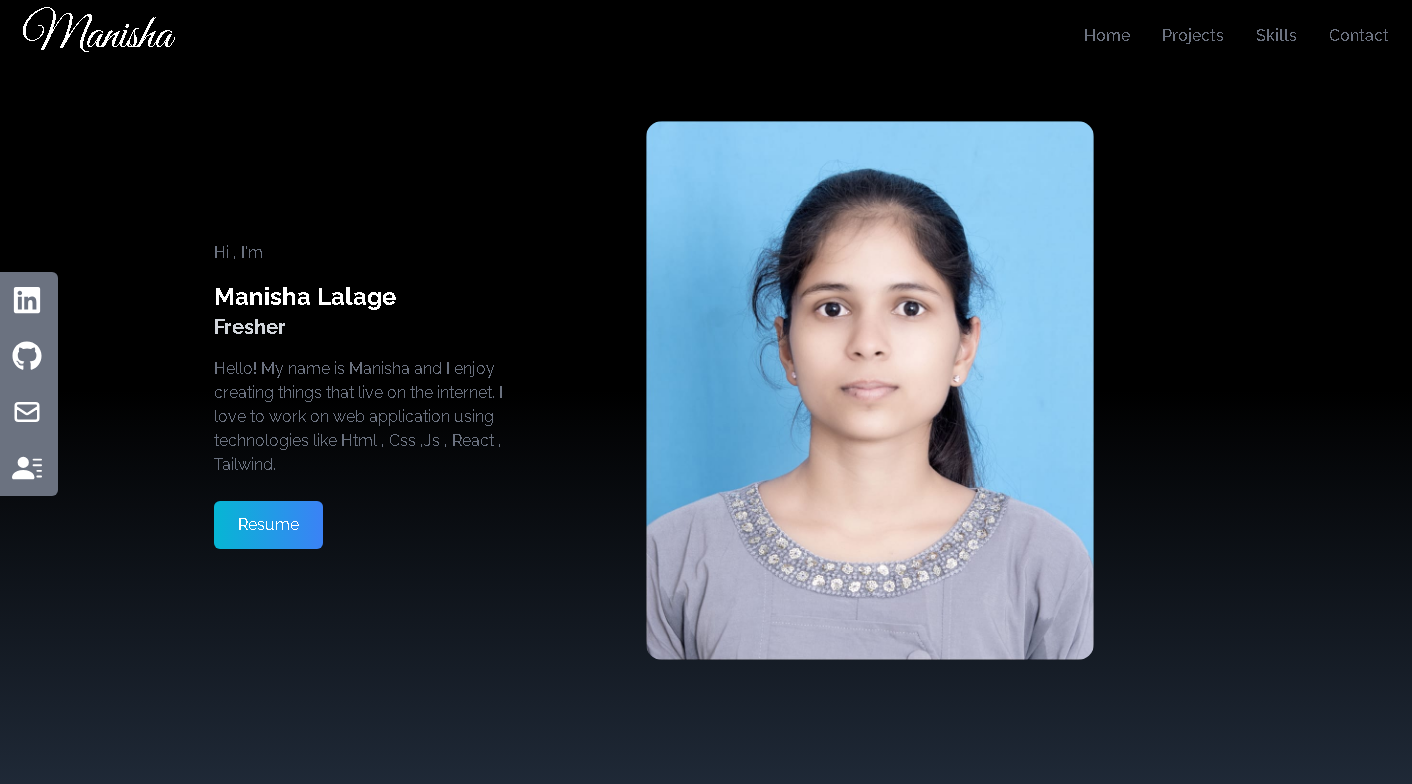 Manisha
Home Projects Skills Contact
Hi , I'm
Manisha Lalage
Fresher
Hello! My name is Manisha and I enjoy
creating things that live on the internet. I
love to work on web application using
technologies like Html , Css ,Js , React ,
Tailwind.
in
Resume